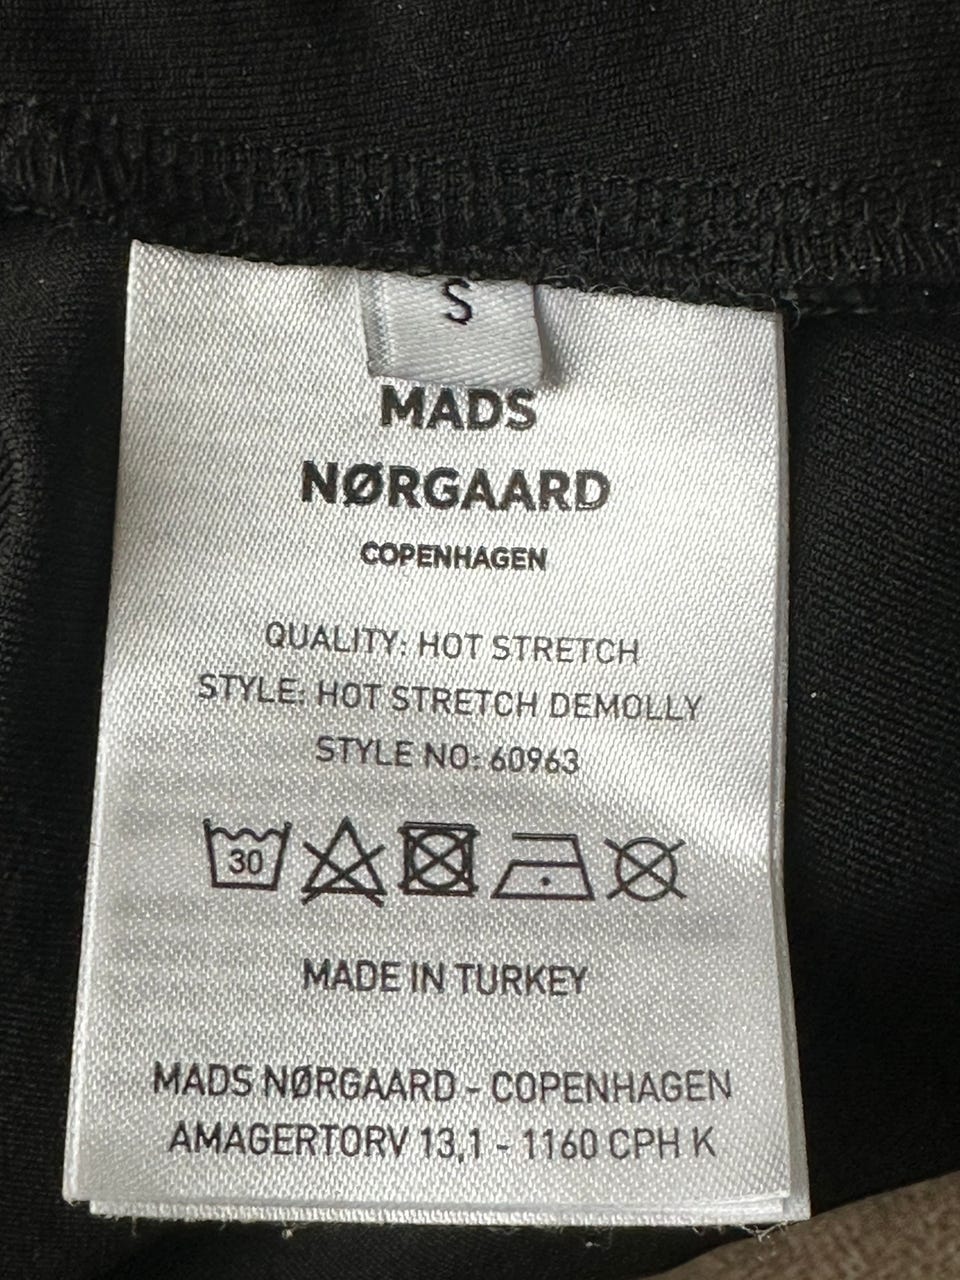 S
MADS
NØRGAARD
COPENHAGEN
QUALITY: HOT STRETCH
STYLE: HOT STRETCH DEMOLLY
STYLE NO: 60963
30
MADE IN TURKEY
MADS NØRGAARD - COPENHAGEN
AMAGERTORV 13,1 - 1160 CPH K